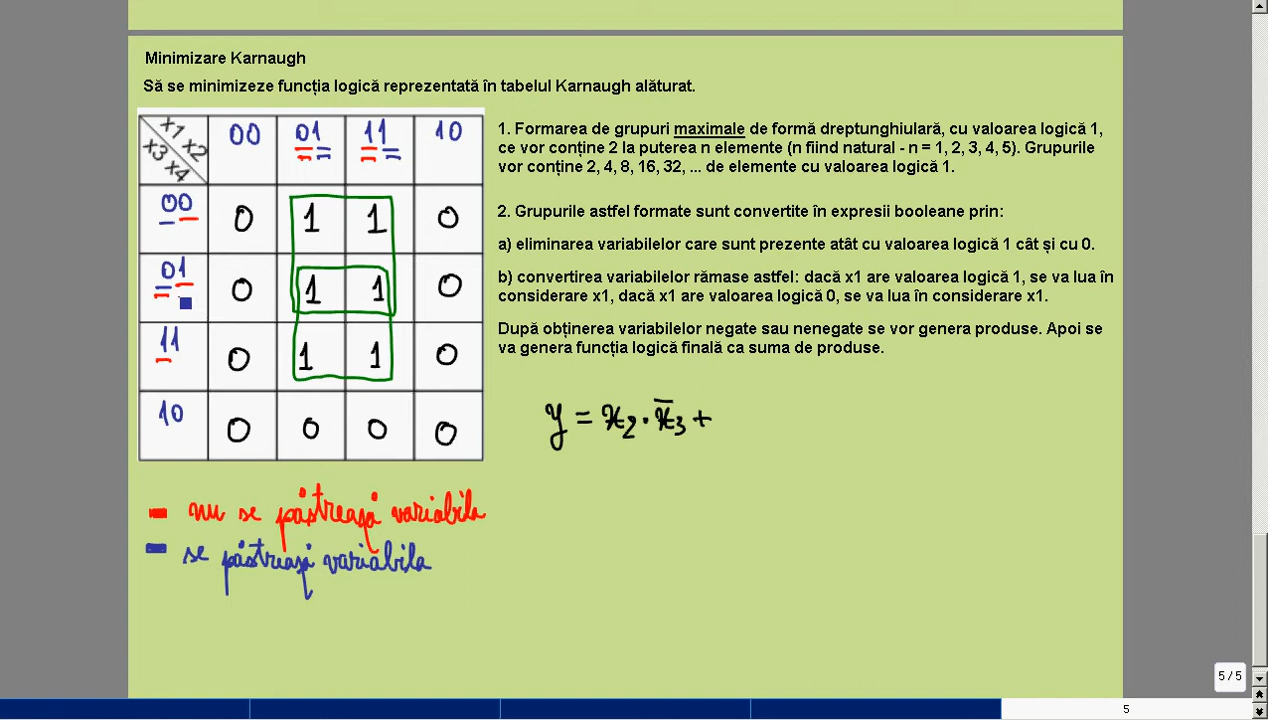 Minimizare Karnaugh
Să se minimizeze funcția logică reprezentată în tabelul Karnaugh alăturat.
x1 x2
x3 x4
00 01 11 10
00 0 1 1 0
01 0 1 1 0
11 0 1 1 0
10 0 0 0 0
1. Formarea de grupuri maximale de formă dreptunghiulară, cu valoarea logică 1,
ce vor conține 2 la puterea n elemente (n fiind natural - n = 1, 2, 3, 4, 5). Grupurile
vor conține 2, 4, 8, 16, 32, ... de elemente cu valoarea logică 1.
2. Grupurile astfel formate sunt convertite în expresii booleane prin:
a) eliminarea variabilelor care sunt prezente atât cu valoarea logică 1 cât și cu 0.
b) convertirea variabilelor rămase astfel: dacă x1 are valoarea logică 1, se va lua în
considerare x1, dacă x1 are valoarea logică 0, se va lua în considerare x1.
După obținerea variabilelor negate sau nenegate se vor genera produse. Apoi se
va genera funcția logică finală ca suma de produse.
y = x₂ · x̅₃ +
- nu se păstrează variabila
- se păstrează variabila
5 / 5
5